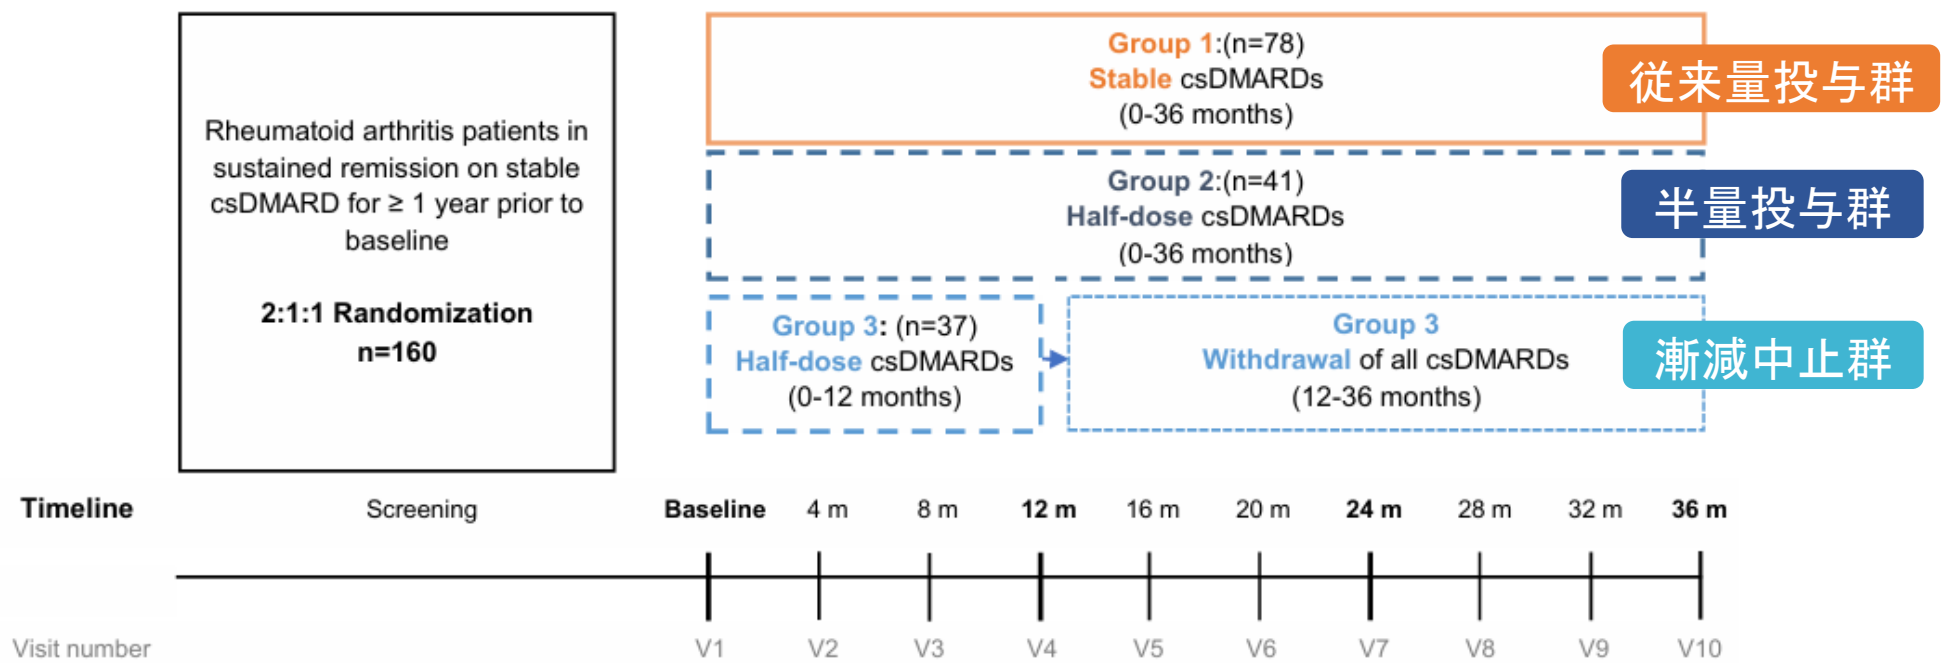 Rheumatoid arthritis patients in
sustained remission on stable
csDMARD for ≥ 1 year prior to
baseline
2:1:1 Randomization
n=160
Group 1:(n=78)
Stable csDMARDs
(0-36 months)
従来量投与群
Group 2:(n=41)
Half-dose csDMARDs
(0-36 months)
半量投与群
Group 3: (n=37)
Half-dose csDMARDs
(0-12 months)
Group 3
Withdrawal of all csDMARDs
(12-36 months)
漸減中止群
Timeline Screening Baseline 4 m 8 m 12 m 16 m 20 m 24 m 28 m 32 m 36 m
Visit number V1 V2 V3 V4 V5 V6 V7 V8 V9 V10